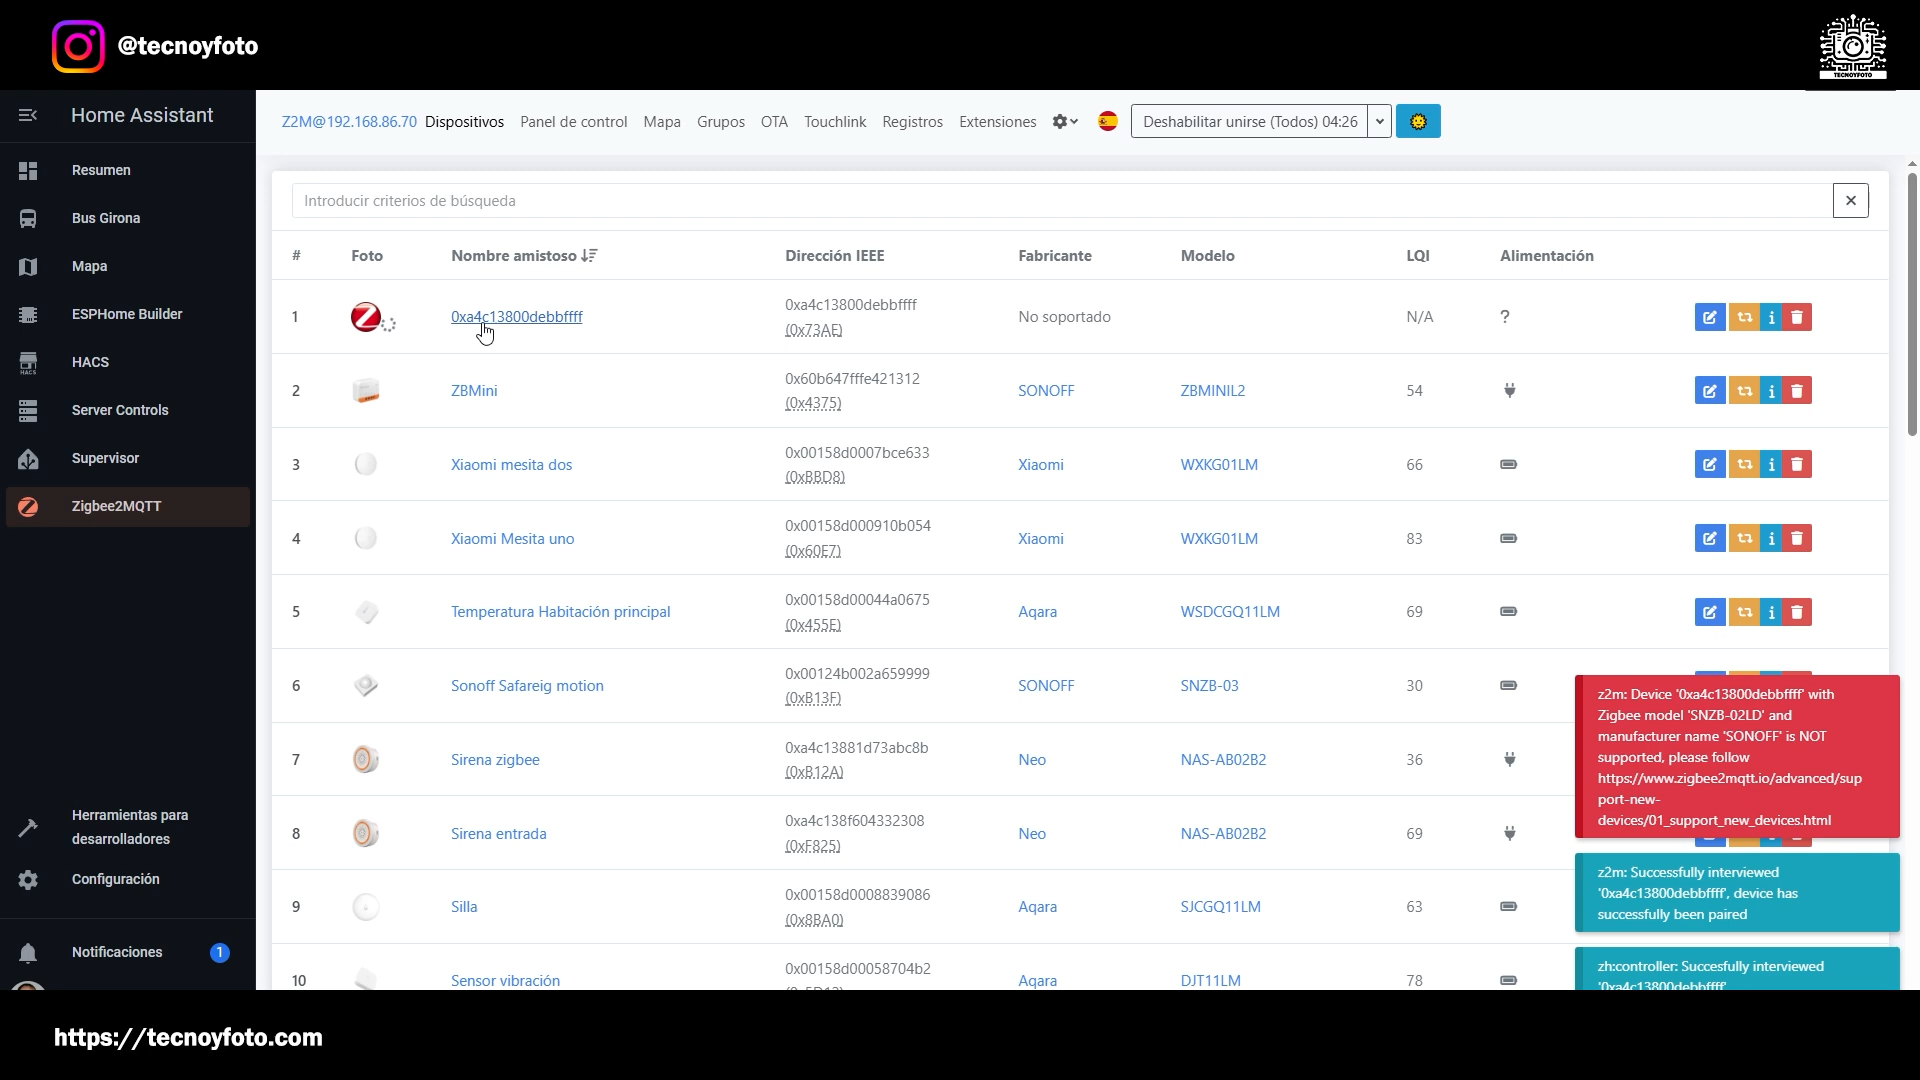 @tecnoyfoto
TECNOYFOTO
Home Assistant
Resumen
Bus Girona
Mapa
ESPHome Builder
HACS
HACS
Server Controls
Supervisor
Zigbee2MQTT
Herramientas para
desarrolladores
Configuración
Notificaciones 1
Z2M@192.168.86.70 Dispositivos Panel de control Mapa Grupos OTA Touchlink Registros Extensiones Deshabilitar unirse (Todos) 04:26
Introducir criterios de búsqueda
# Foto Nombre amistoso Dirección IEEE Fabricante Modelo LQI Alimentación
1 0xa4c13800debbffff 0xa4c13800debbffff No soportado N/A ?
(0x73AE)
2 ZBMini 0x60b647fffe421312 SONOFF ZBMINIL2 54
(0x4375)
3 Xiaomi mesita dos 0x00158d0007bce633 Xiaomi WXKG01LM 66
(0xBBD8)
4 Xiaomi Mesita uno 0x00158d000910b054 Xiaomi WXKG01LM 83
(0x60E7)
5 Temperatura Habitación principal 0x00158d00044a0675 Aqara WSDCGQ11LM 69
(0x455E)
6 Sonoff Safareig motion 0x00124b002a659999 SONOFF SNZB-03 30
(0xB13F)
7 Sirena zigbee 0xa4c13881d73abc8b Neo NAS-AB02B2 36
(0xB12A)
8 Sirena entrada 0xa4c138f604332308 Neo NAS-AB02B2 69
(0xF825)
9 Silla 0x00158d0008839086 Aqara SJCGQ11LM 63
(0x8BA0)
10 Sensor vibración 0x00158d00058704b2 Aqara DJT11LM 78
z2m: Device '0xa4c13800debbffff' with
Zigbee model 'SNZB-02LD' and
manufacturer name 'SONOFF' is NOT
supported, please follow
https://www.zigbee2mqtt.io/advanced/sup
port-new-
devices/01_support_new_devices.html
z2m: Successfully interviewed
'0xa4c13800debbffff', device has
successfully been paired
zh:controller: Succesfully interviewed
'0xa4c13800debbffff'
https://tecnoyfoto.com